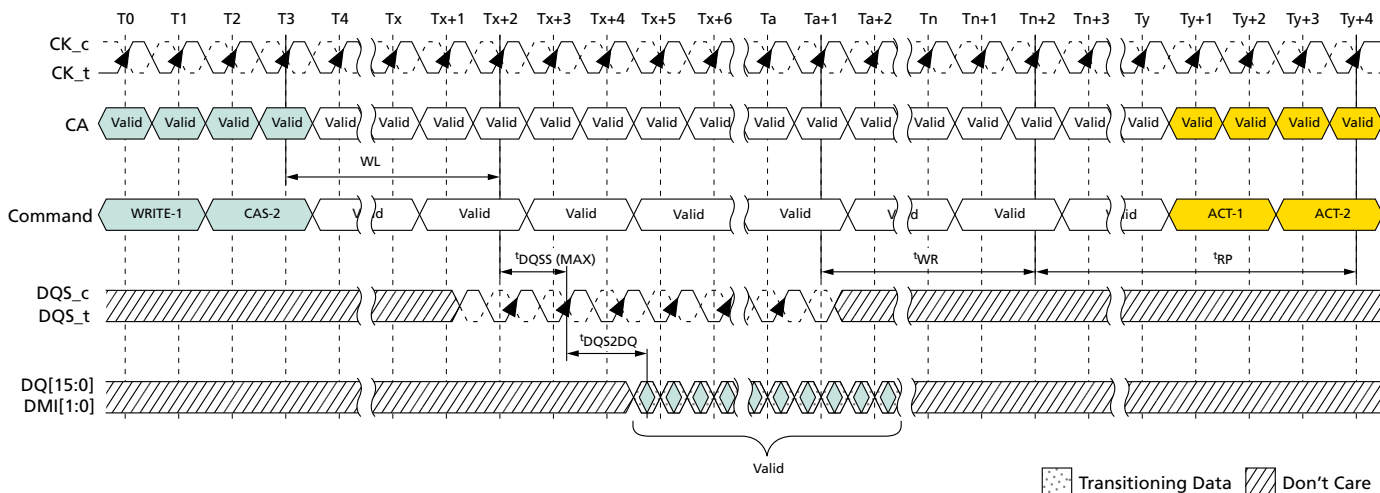 T0 T1 T2 T3 T4 Tx Tx+1 Tx+2 Tx+3 Tx+4 Tx+5 Tx+6 Ta Ta+1 Ta+2 Tn Tn+1 Tn+2 Tn+3 Ty Ty+1 Ty+2 Ty+3 Ty+4
CK_c
CK_t
CA Valid Valid Valid Valid Valid Valid Valid Valid Valid Valid Valid Valid Valid Valid Valid Valid Valid Valid Valid Valid Valid Valid Valid Valid
WL
Command WRITE-1 CAS-2 Valid Valid Valid Valid Valid Valid Valid Valid ACT-1 ACT-2
tDQSS (MAX) tWR tRP
DQS_c
DQS_t
tDQS2DQ
DQ[15:0]
DMI[1:0]
Valid
Transitioning Data Don't Care